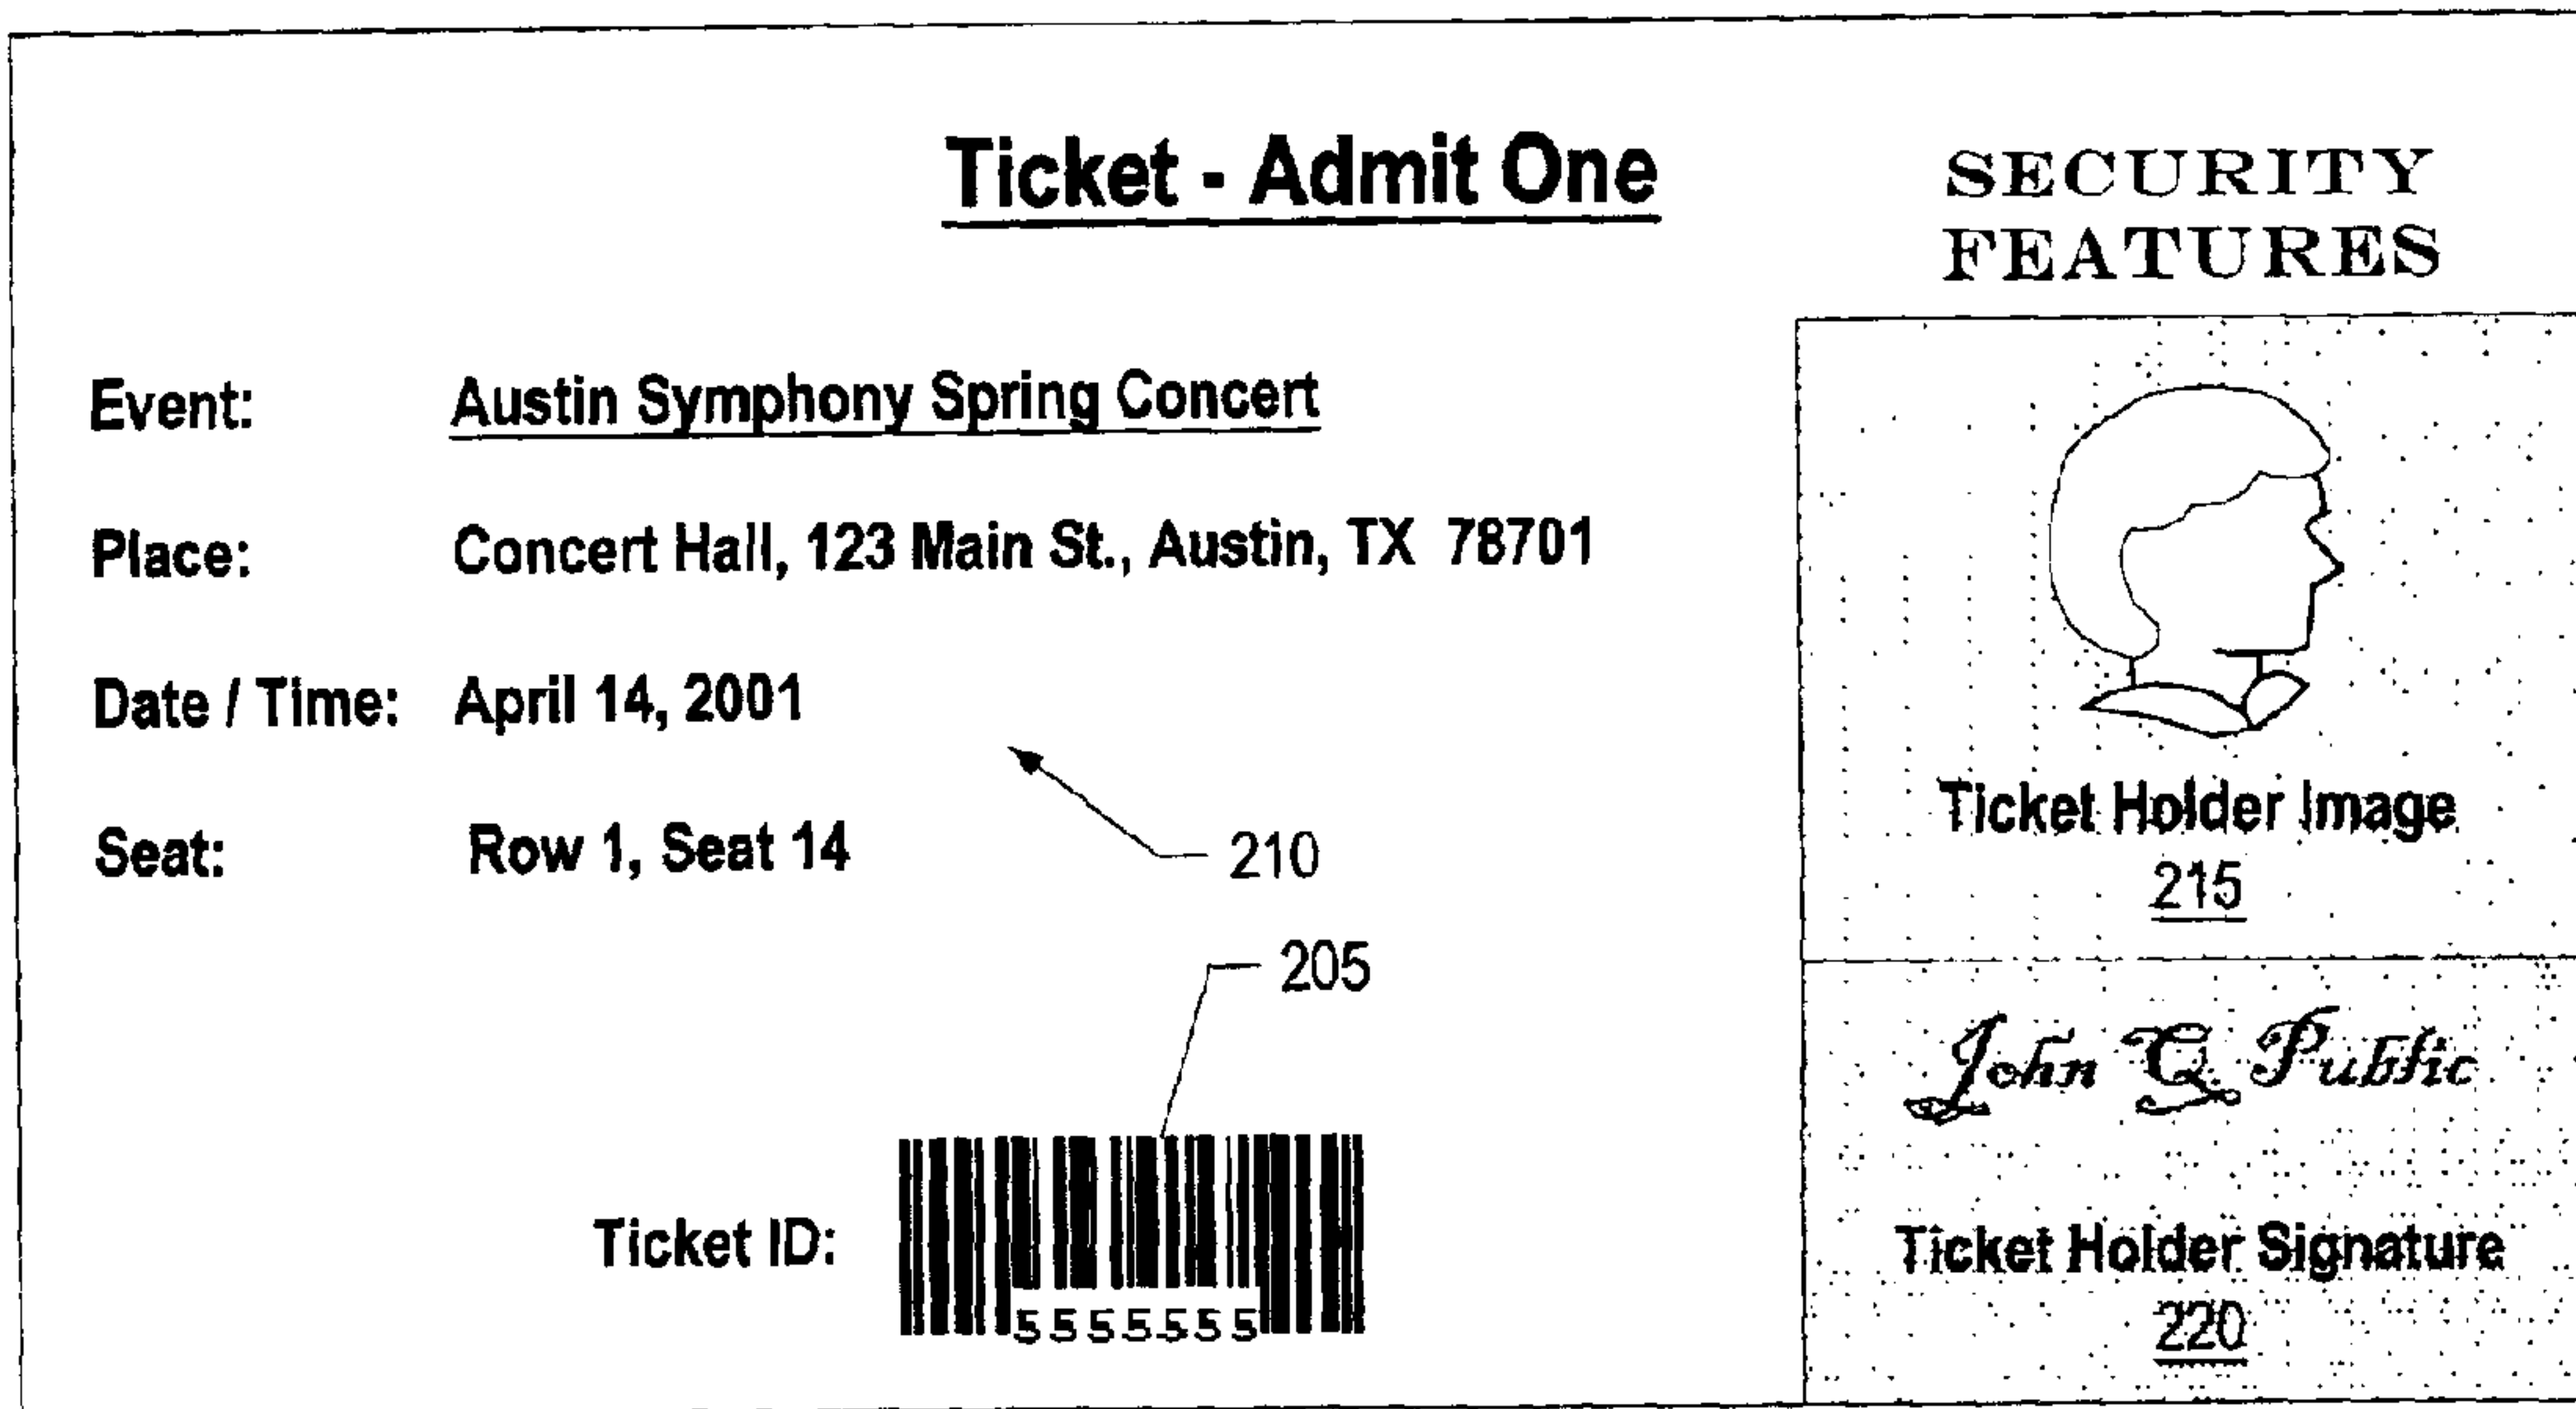 Ticket - Admit One
SECURITY
FEATURES
Event: Austin Symphony Spring Concert
Place: Concert Hall, 123 Main St., Austin, TX 78701
Date / Time: April 14, 2001
Seat: Row 1, Seat 14
210
205
Ticket ID:
5555555
Ticket Holder Image
215
John Q. Public
Ticket Holder Signature
220